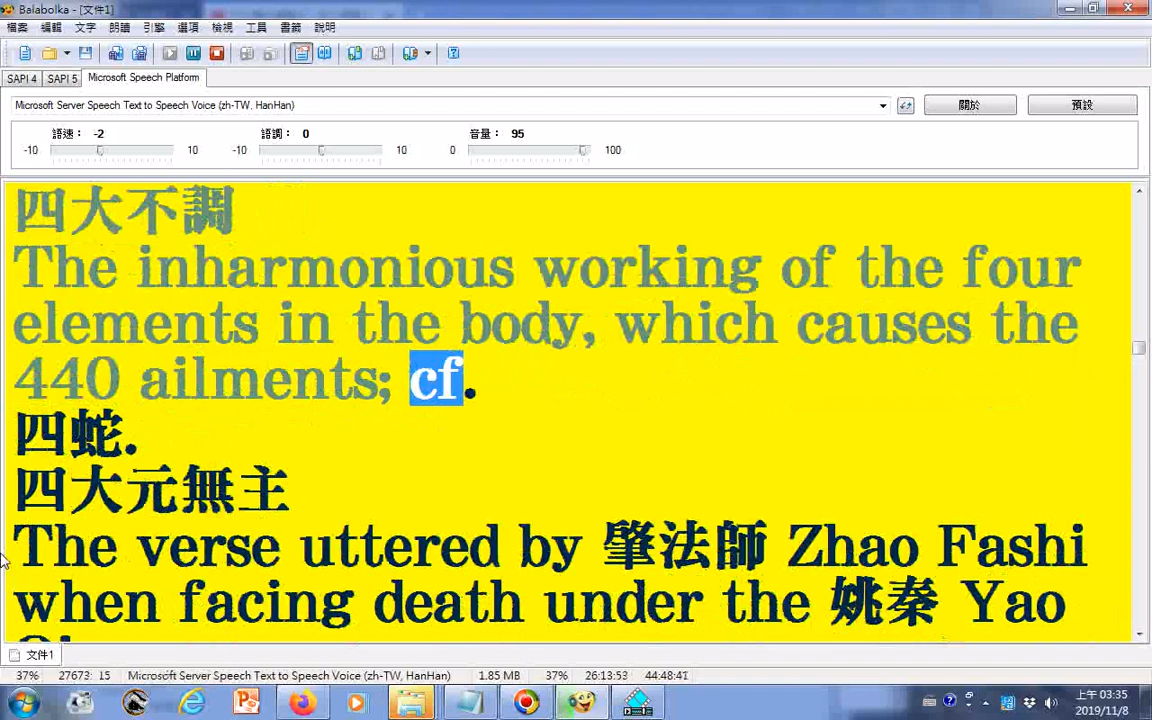 Balabolka - [文件1]
檔案 編輯 文字 朗讀 引擎 選項 檢視 工具 書籤 說明
SAPI 4 SAPI 5 Microsoft Speech Platform
Microsoft Server Speech Text to Speech Voice (zh-TW, HanHan) 關於 預設
語速： -2 語調： 0 音量： 95
-10 10 -10 10 0 100
四大不調
The inharmonious working of the four
elements in the body, which causes the
440 ailments; cf.
四蛇.
四大元無主
The verse uttered by 肇法師 Zhao Fashi
when facing death under the 姚秦 Yao
文件1
37% 27673: 15 Microsoft Server Speech Text to Speech Voice (zh-TW, HanHan) 1.85 MB 37% 26:13:53 44:48:41
上午 03:35
2019/11/8